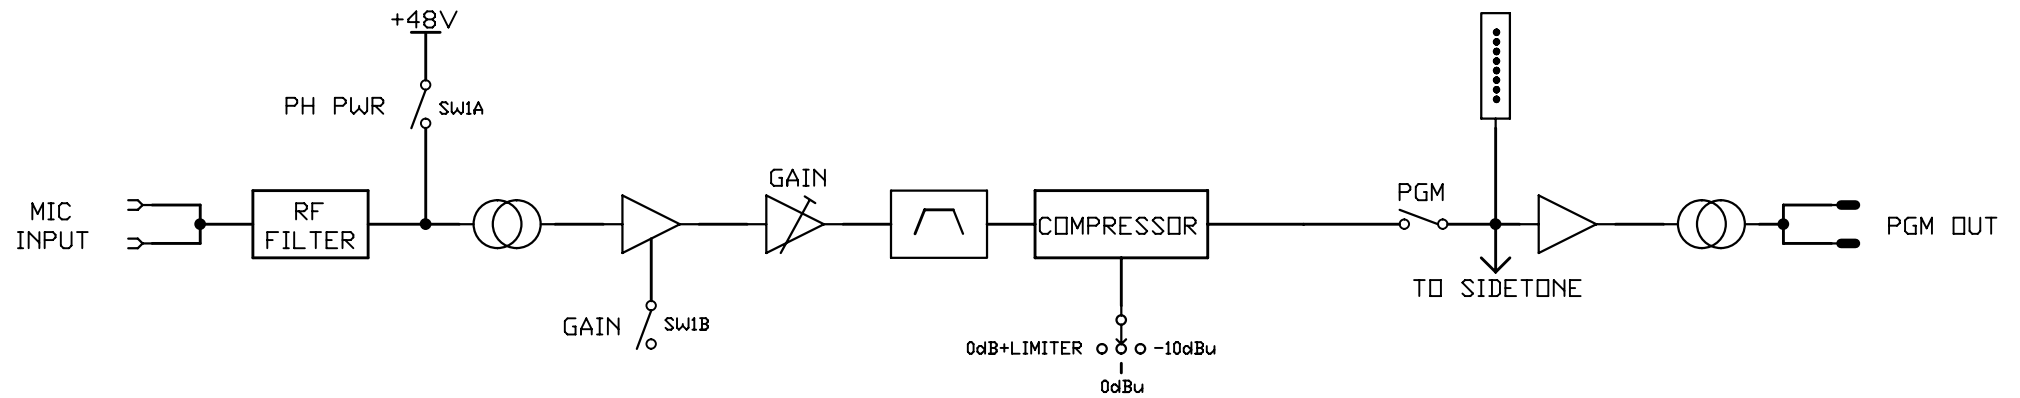 +48V
PH PWR
SW1A
MIC
INPUT
RF
FILTER
GAIN
SW1B
GAIN
COMPRESSOR
0dB+LIMITER
-10dBu
0dBu
PGM
TO SIDETONE
PGM OUT